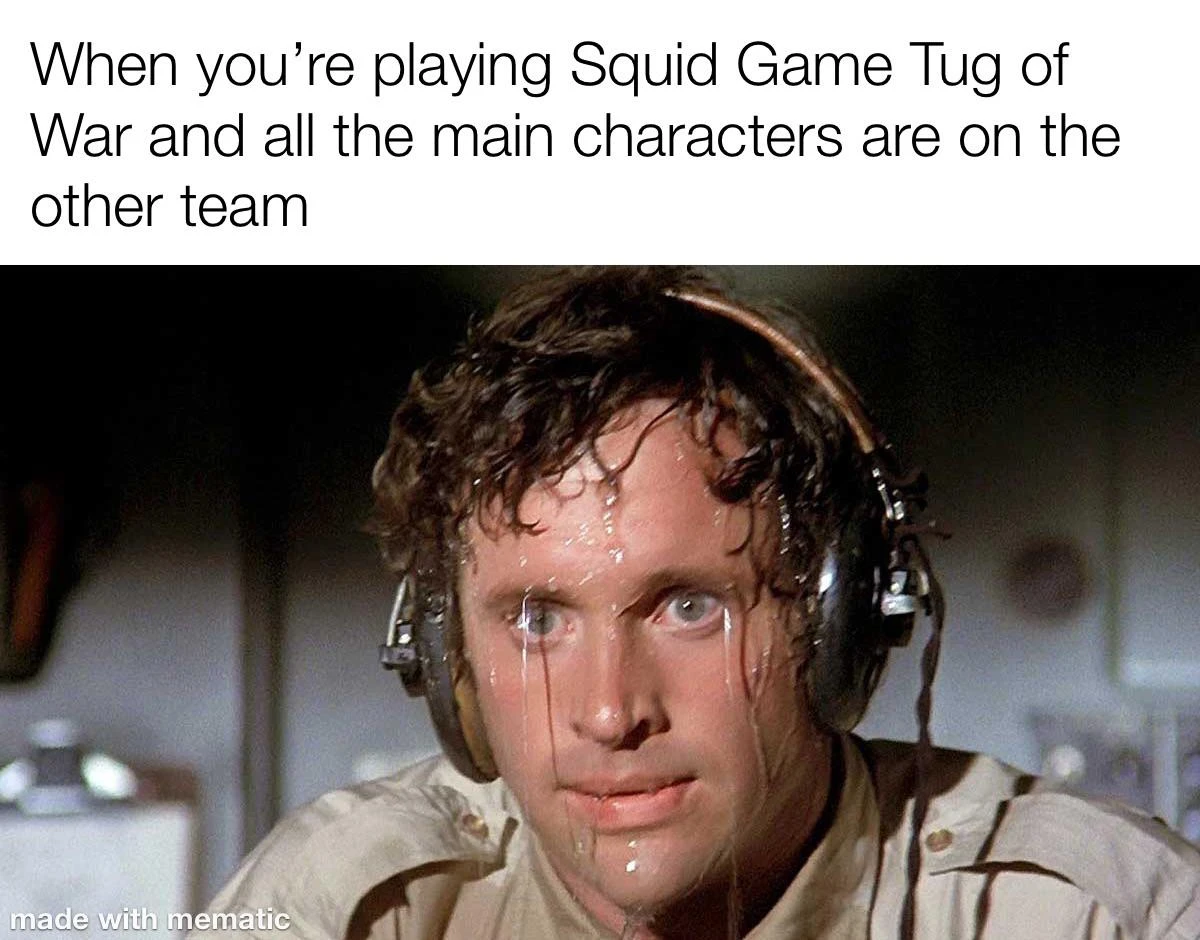 When you’re playing Squid Game Tug of
War and all the main characters are on the
other team
made with mematic